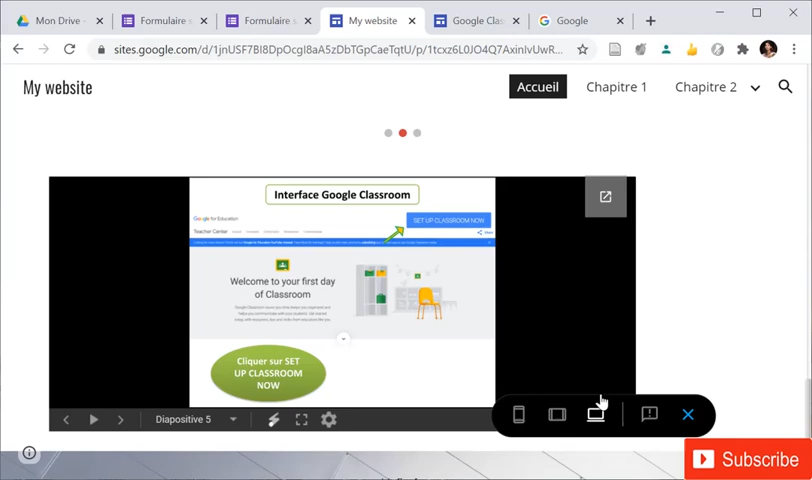 Mon Drive -
Formulaire s
Formulaire s
My website
Google Clas
Google
sites.google.com/d/1jnUSF7BI8DpOcgI8aA5zDbTGpCaeTqtU/p/1tcxz6L0JO4Q7AxinlvUwR...
My website
Accueil
Chapitre 1
Chapitre 2
Interface Google Classroom
Google for Education
SET UP CLASSROOM NOW
Teacher Center
Welcome to your first day
of Classroom
Cliquer sur SET
UP CLASSROOM
NOW
Diapositive 5
Subscribe